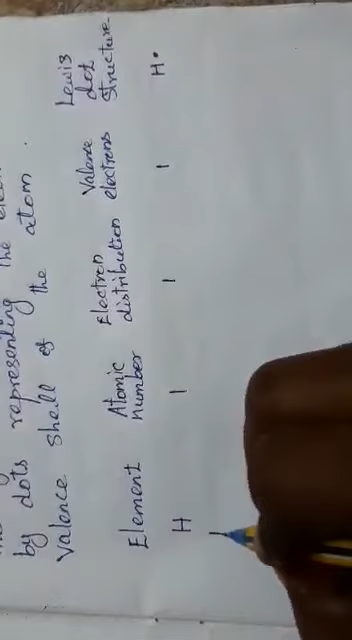 by dots representing the
Valence shell of the atom.
Element Atomic number Electron distribution Valence electrons Lewis dot structure
H 1 1 1 H•